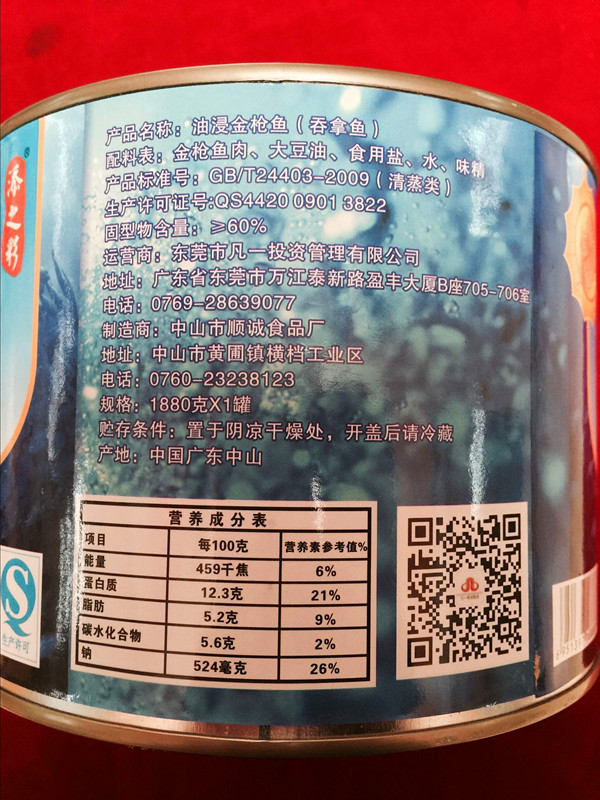 添之彩
®
产品名称：油浸金枪鱼（吞拿鱼）
配料表：金枪鱼肉、大豆油、食用盐、水、味精
产品标准号：GB/T24403-2009（清蒸类）
生产许可证号:QS4420 0901 3822
固型物含量：≥60%
运营商：东莞市凡一投资管理有限公司
地址：广东省东莞市万江泰新路盈丰大厦B座705-706室
电话：0769-28639077
制造商：中山市顺诚食品厂
地址：中山市黄圃镇横档工业区
电话：0760-23238123
规格：1880克X1罐
贮存条件：置于阴凉干燥处，开盖后请冷藏
产地：中国广东中山
营养成分表
项目 每100克 营养素参考值%
能量 459千焦 6%
蛋白质 12.3克 21%
脂肪 5.2克 9%
碳水化合物 5.6克 2%
钠 524毫克 26%
生产许可